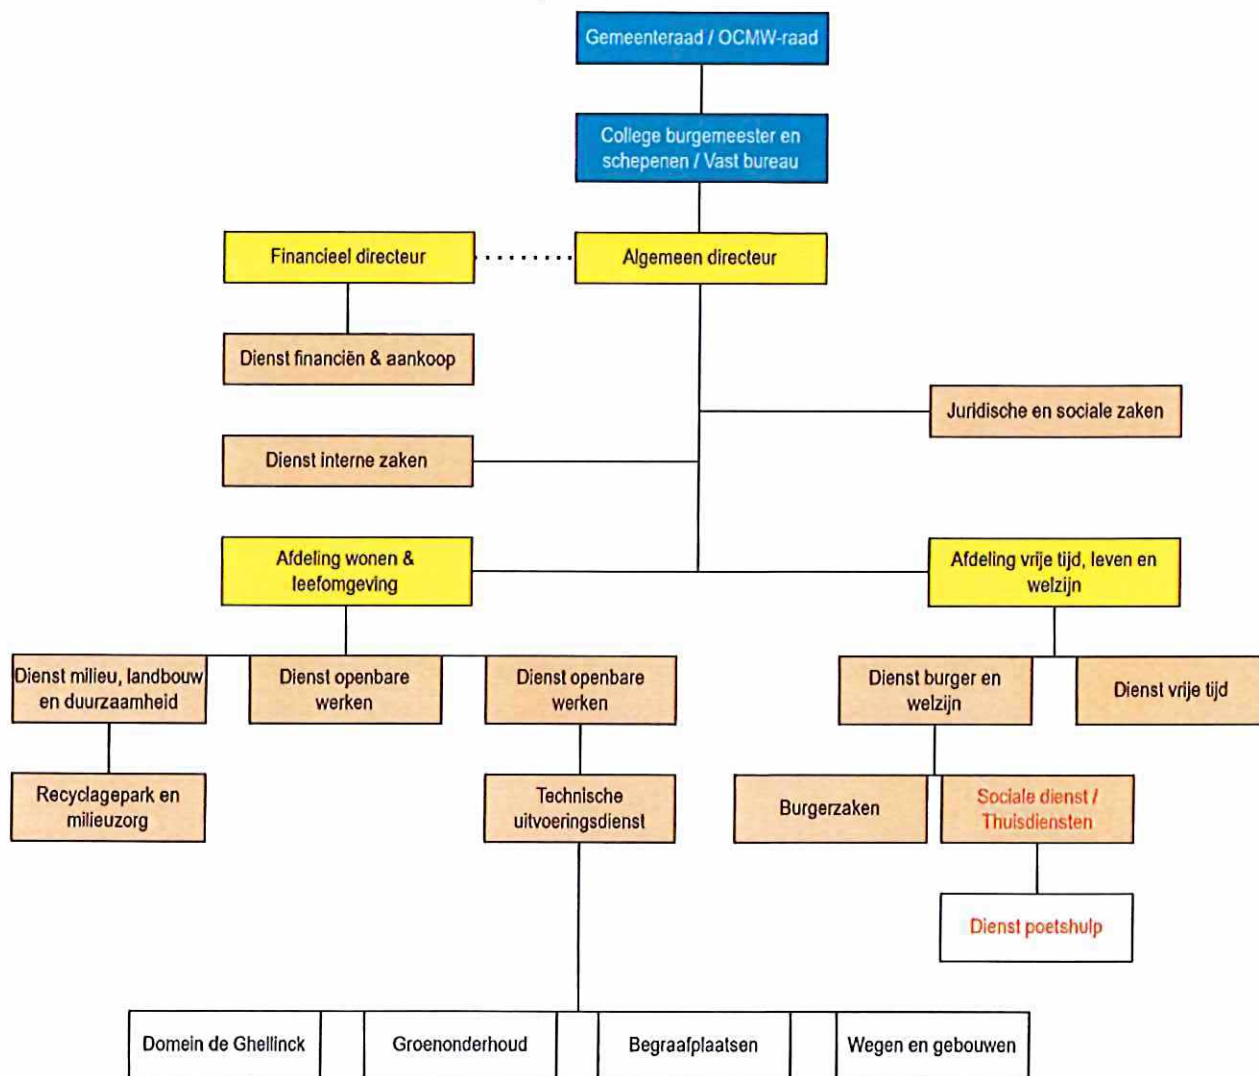 Gemeenteraad / OCMW-raad
College burgemeester en
schepenen / Vast bureau
Financieel directeur
Algemeen directeur
Dienst financiën & aankoop
Juridische en sociale zaken
Dienst interne zaken
Afdeling wonen &
leefomgeving
Afdeling vrije tijd, leven en
welzijn
Dienst milieu, landbouw
en duurzaamheid
Dienst openbare
werken
Dienst openbare
werken
Dienst burger en
welzijn
Dienst vrije tijd
Recyclagepark en
milieuzorg
Technische
uitvoeringsdienst
Burgerzaken
Sociale dienst /
Thuisdiensten
Dienst poetshulp
Domein de Ghellinck
Groenonderhoud
Begraafplaatsen
Wegen en gebouwen